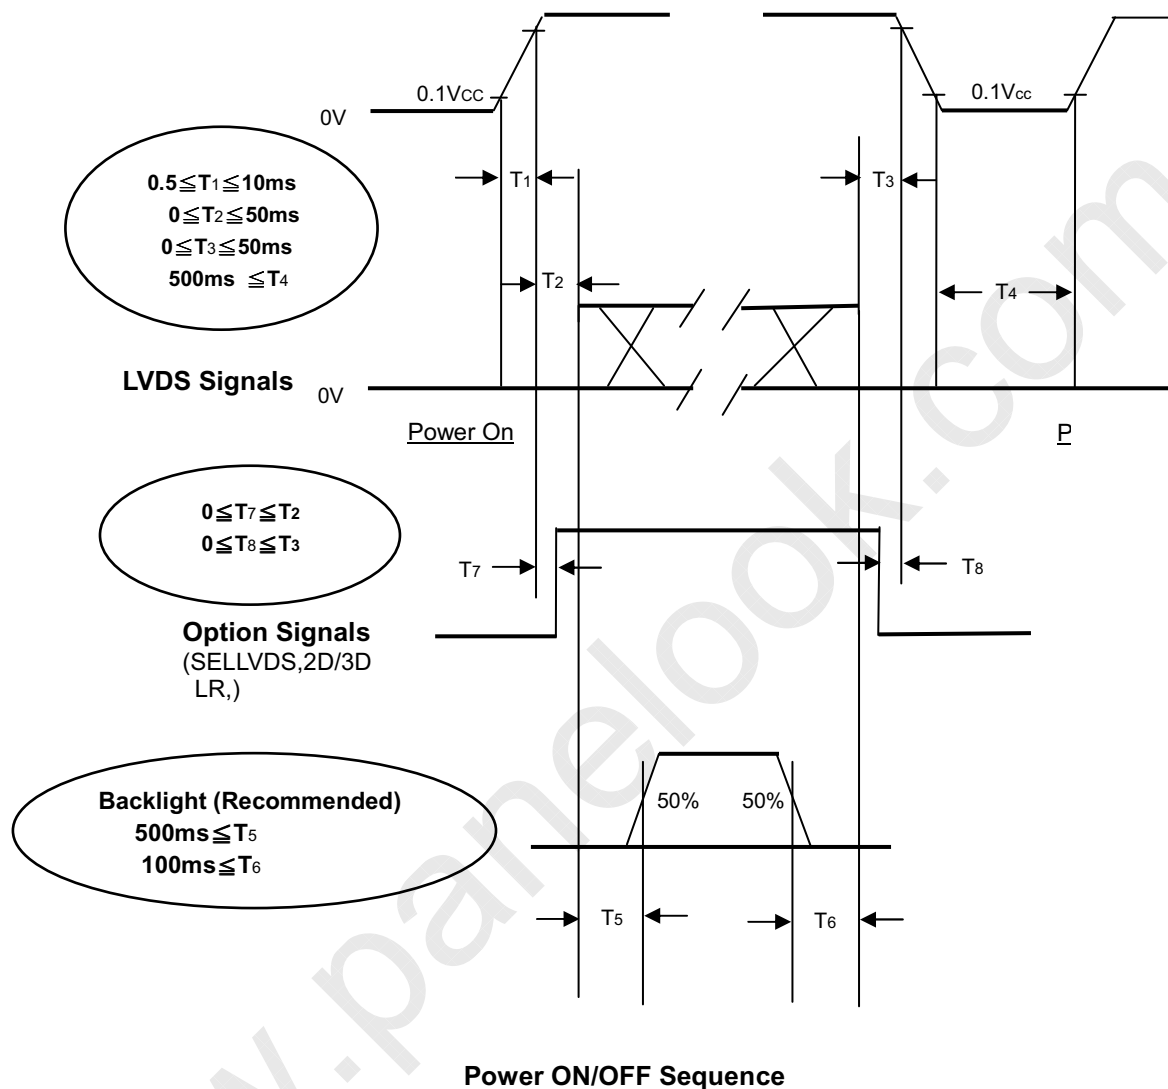 0.1VCC
0.1Vcc
0V
0.5≦T1≦10ms
0≦T2≦50ms
0≦T3≦50ms
500ms ≦T4
T1
T3
T2
T4
LVDS Signals
0V
Power On
P
0≦T7≦T2
0≦T8≦T3
T7
T8
Option Signals
(SELLVDS,2D/3D
LR,)
Backlight (Recommended)
500ms≦T5
100ms≦T6
50%
50%
T5
T6
Power ON/OFF Sequence
w.panelook.com